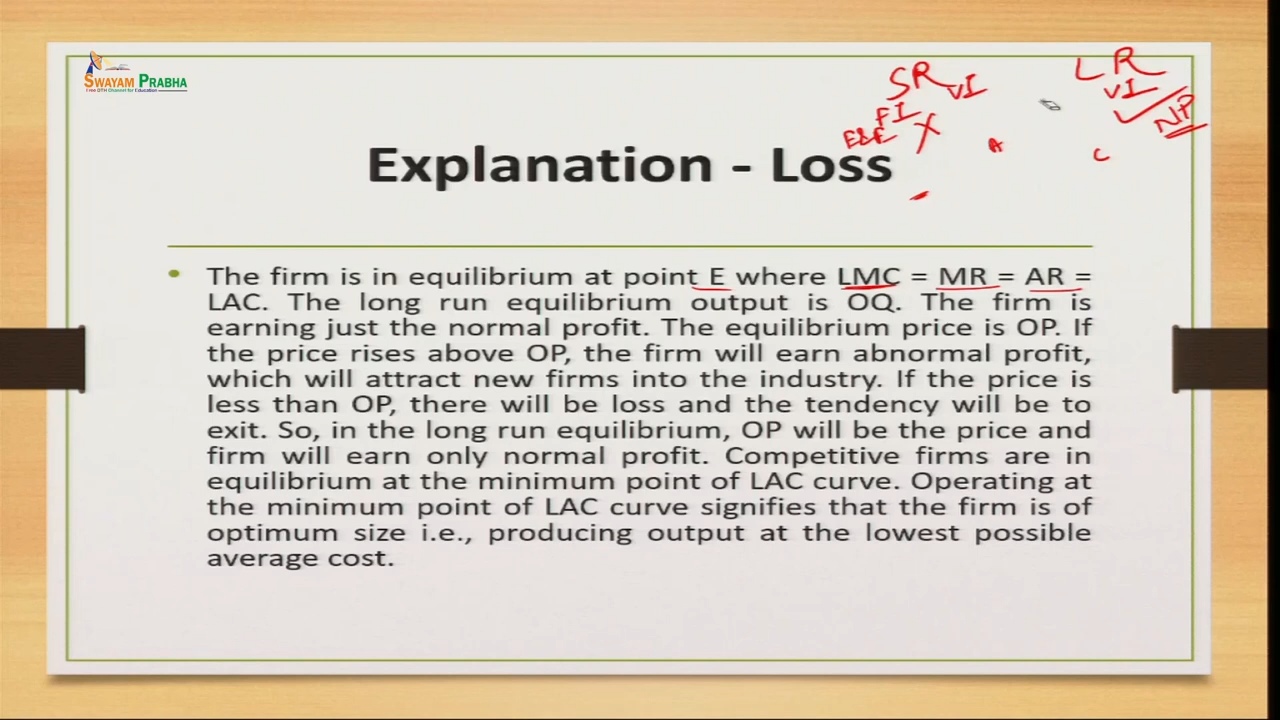 SWAYAM PRABHA
Free DTH Channel for Education
SR VI
LR
VI
FI
NP
E&E
A
C
Explanation - Loss
The firm is in equilibrium at point E where LMC = MR = AR =
LAC. The long run equilibrium output is OQ. The firm is
earning just the normal profit. The equilibrium price is OP. If
the price rises above OP, the firm will earn abnormal profit,
which will attract new firms into the industry. If the price is
less than OP, there will be loss and the tendency will be to
exit. So, in the long run equilibrium, OP will be the price and
firm will earn only normal profit. Competitive firms are in
equilibrium at the minimum point of LAC curve. Operating at
the minimum point of LAC curve signifies that the firm is of
optimum size i.e., producing output at the lowest possible
average cost.